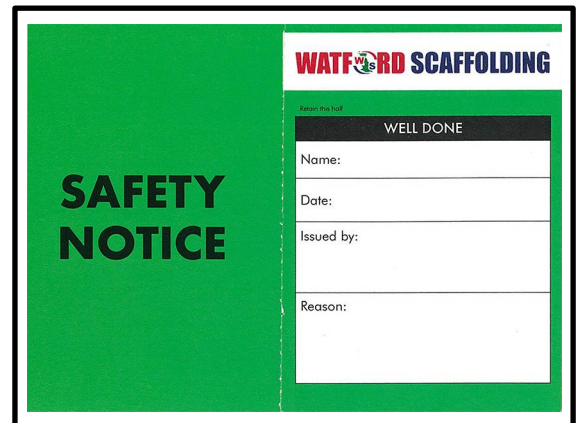 SAFETY
NOTICE
WATFORD SCAFFOLDING
Retain this half
WELL DONE
Name:
Date:
Issued by:
Reason: